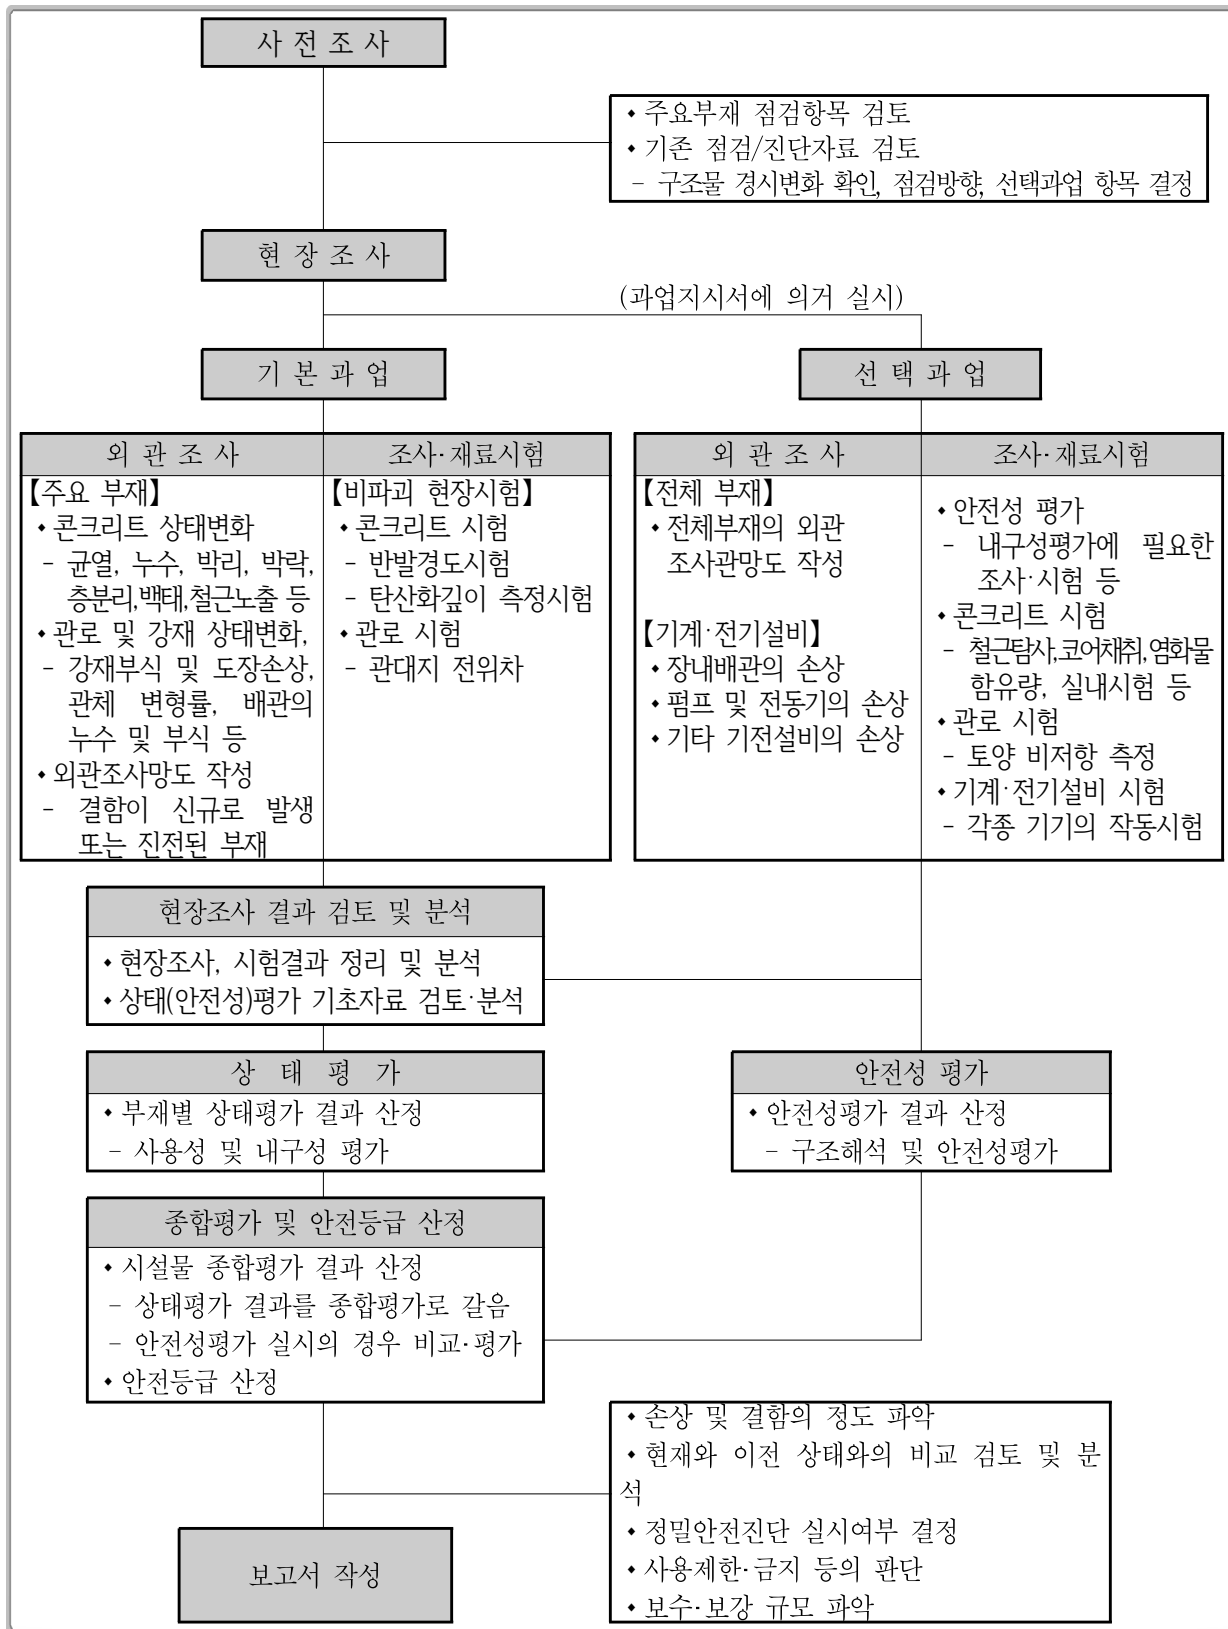 사 전 조 사
◆ 주요부재 점검항목 검토
◆ 기존 점검/진단자료 검토
- 구조물 경시변화 확인, 점검방향, 선택과업 항목 결정
현 장 조 사
(과업지시서에 의거 실시)
기 본 과 업
선 택 과 업
외 관 조 사
【주요 부재】
◆ 콘크리트 상태변화
- 균열, 누수, 박리, 박락,
층분리,백태,철근노출 등
◆ 관로 및 강재 상태변화,
- 강재부식 및 도장손상,
관체 변형률, 배관의
누수 및 부식 등
◆ 외관조사망도 작성
- 결함이 신규로 발생
또는 진전된 부재
조사·재료시험
【비파괴 현장시험】
◆ 콘크리트 시험
- 반발경도시험
- 탄산화깊이 측정시험
◆ 관로 시험
- 관대지 전위차
외 관 조 사
【전체 부재】
◆ 전체부재의 외관
조사관망도 작성
【기계·전기설비】
◆ 장내배관의 손상
◆ 펌프 및 전동기의 손상
◆ 기타 기전설비의 손상
조사·재료시험
◆ 안전성 평가
- 내구성평가에 필요한
조사·시험 등
◆ 콘크리트 시험
- 철근탐사,코어채취,염화물
함유량, 실내시험 등
◆ 관로 시험
- 토양 비저항 측정
◆ 기계·전기설비 시험
- 각종 기기의 작동시험
현장조사 결과 검토 및 분석
◆ 현장조사, 시험결과 정리 및 분석
◆ 상태(안전성)평가 기초자료 검토·분석
상 태 평 가
◆ 부재별 상태평가 결과 산정
- 사용성 및 내구성 평가
안전성 평가
◆ 안전성평가 결과 산정
- 구조해석 및 안전성평가
종합평가 및 안전등급 산정
◆ 시설물 종합평가 결과 산정
- 상태평가 결과를 종합평가로 갈음
- 안전성평가 실시의 경우 비교·평가
◆ 안전등급 산정
◆ 손상 및 결함의 정도 파악
◆ 현재와 이전 상태와의 비교 검토 및 분
석
◆ 정밀안전진단 실시여부 결정
◆ 사용제한·금지 등의 판단
◆ 보수·보강 규모 파악
보고서 작성